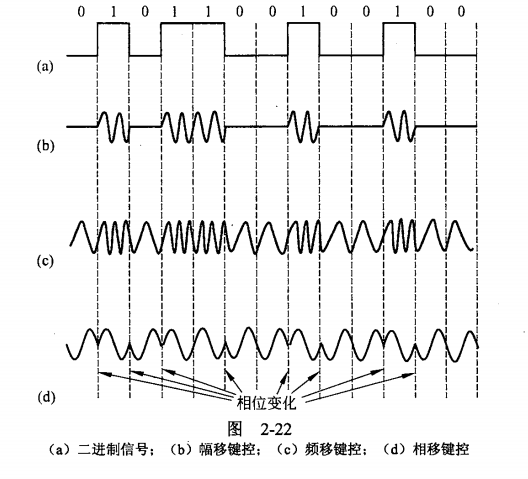 0 1 0 1 1 0 0 1 0 0 1 0 0
(a)
(b)
(c)
(d)
相位变化
图 2-22
(a) 二进制信号; (b) 幅移键控; (c) 频移键控; (d) 相移键控